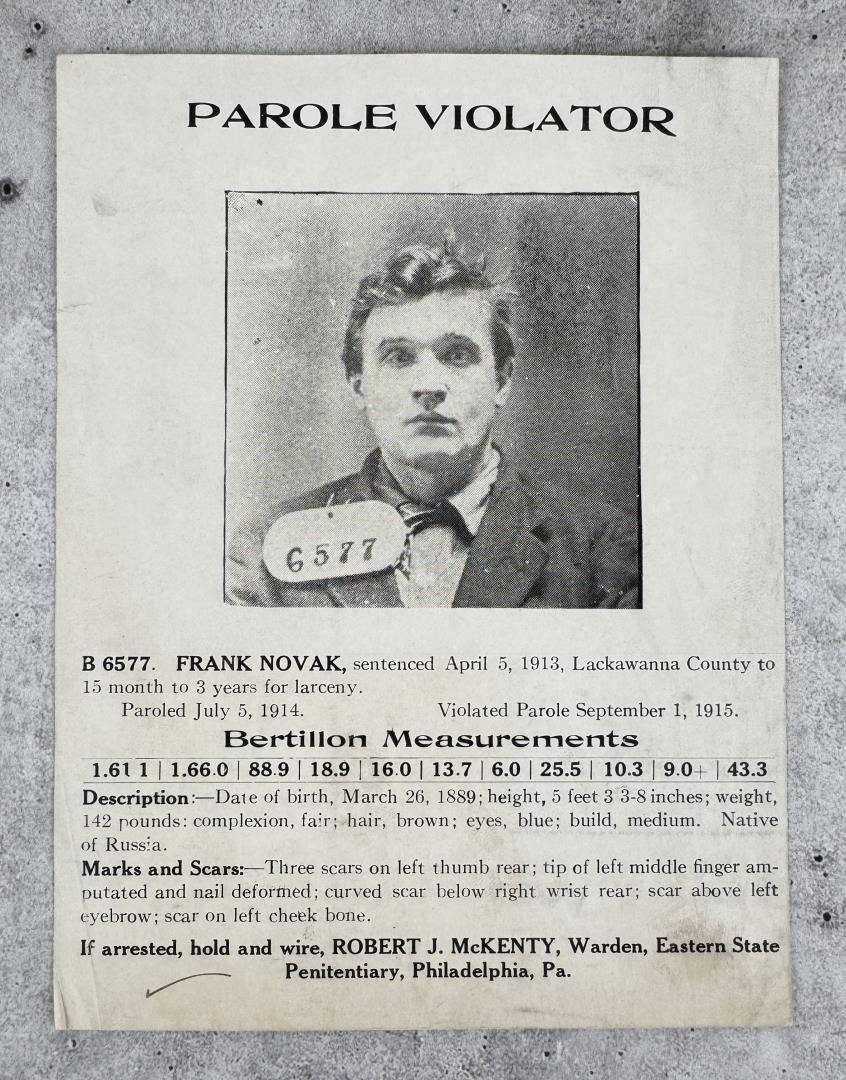 PAROLE VIOLATOR
6577
B 6577. FRANK NOVAK, sentenced April 5, 1913, Lackawanna County to
15 month to 3 years for larceny.
Paroled July 5, 1914. Violated Parole September 1, 1915.
Bertillon Measurements
1.61 1 | 1.66.0 | 88.9 | 18.9 | 16.0 | 13.7 | 6.0 | 25.5 | 10.3 | 9.0+ | 43.3
Description:—Date of birth, March 26, 1889; height, 5 feet 3 3-8 inches; weight,
142 pounds: complexion, fair; hair, brown; eyes, blue; build, medium. Native
of Russia.
Marks and Scars:—Three scars on left thumb rear; tip of left middle finger am-
putated and nail deformed; curved scar below right wrist rear; scar above left
eyebrow; scar on left cheek bone.
If arrested, hold and wire, ROBERT J. McKENTY, Warden, Eastern State
Penitentiary, Philadelphia, Pa.